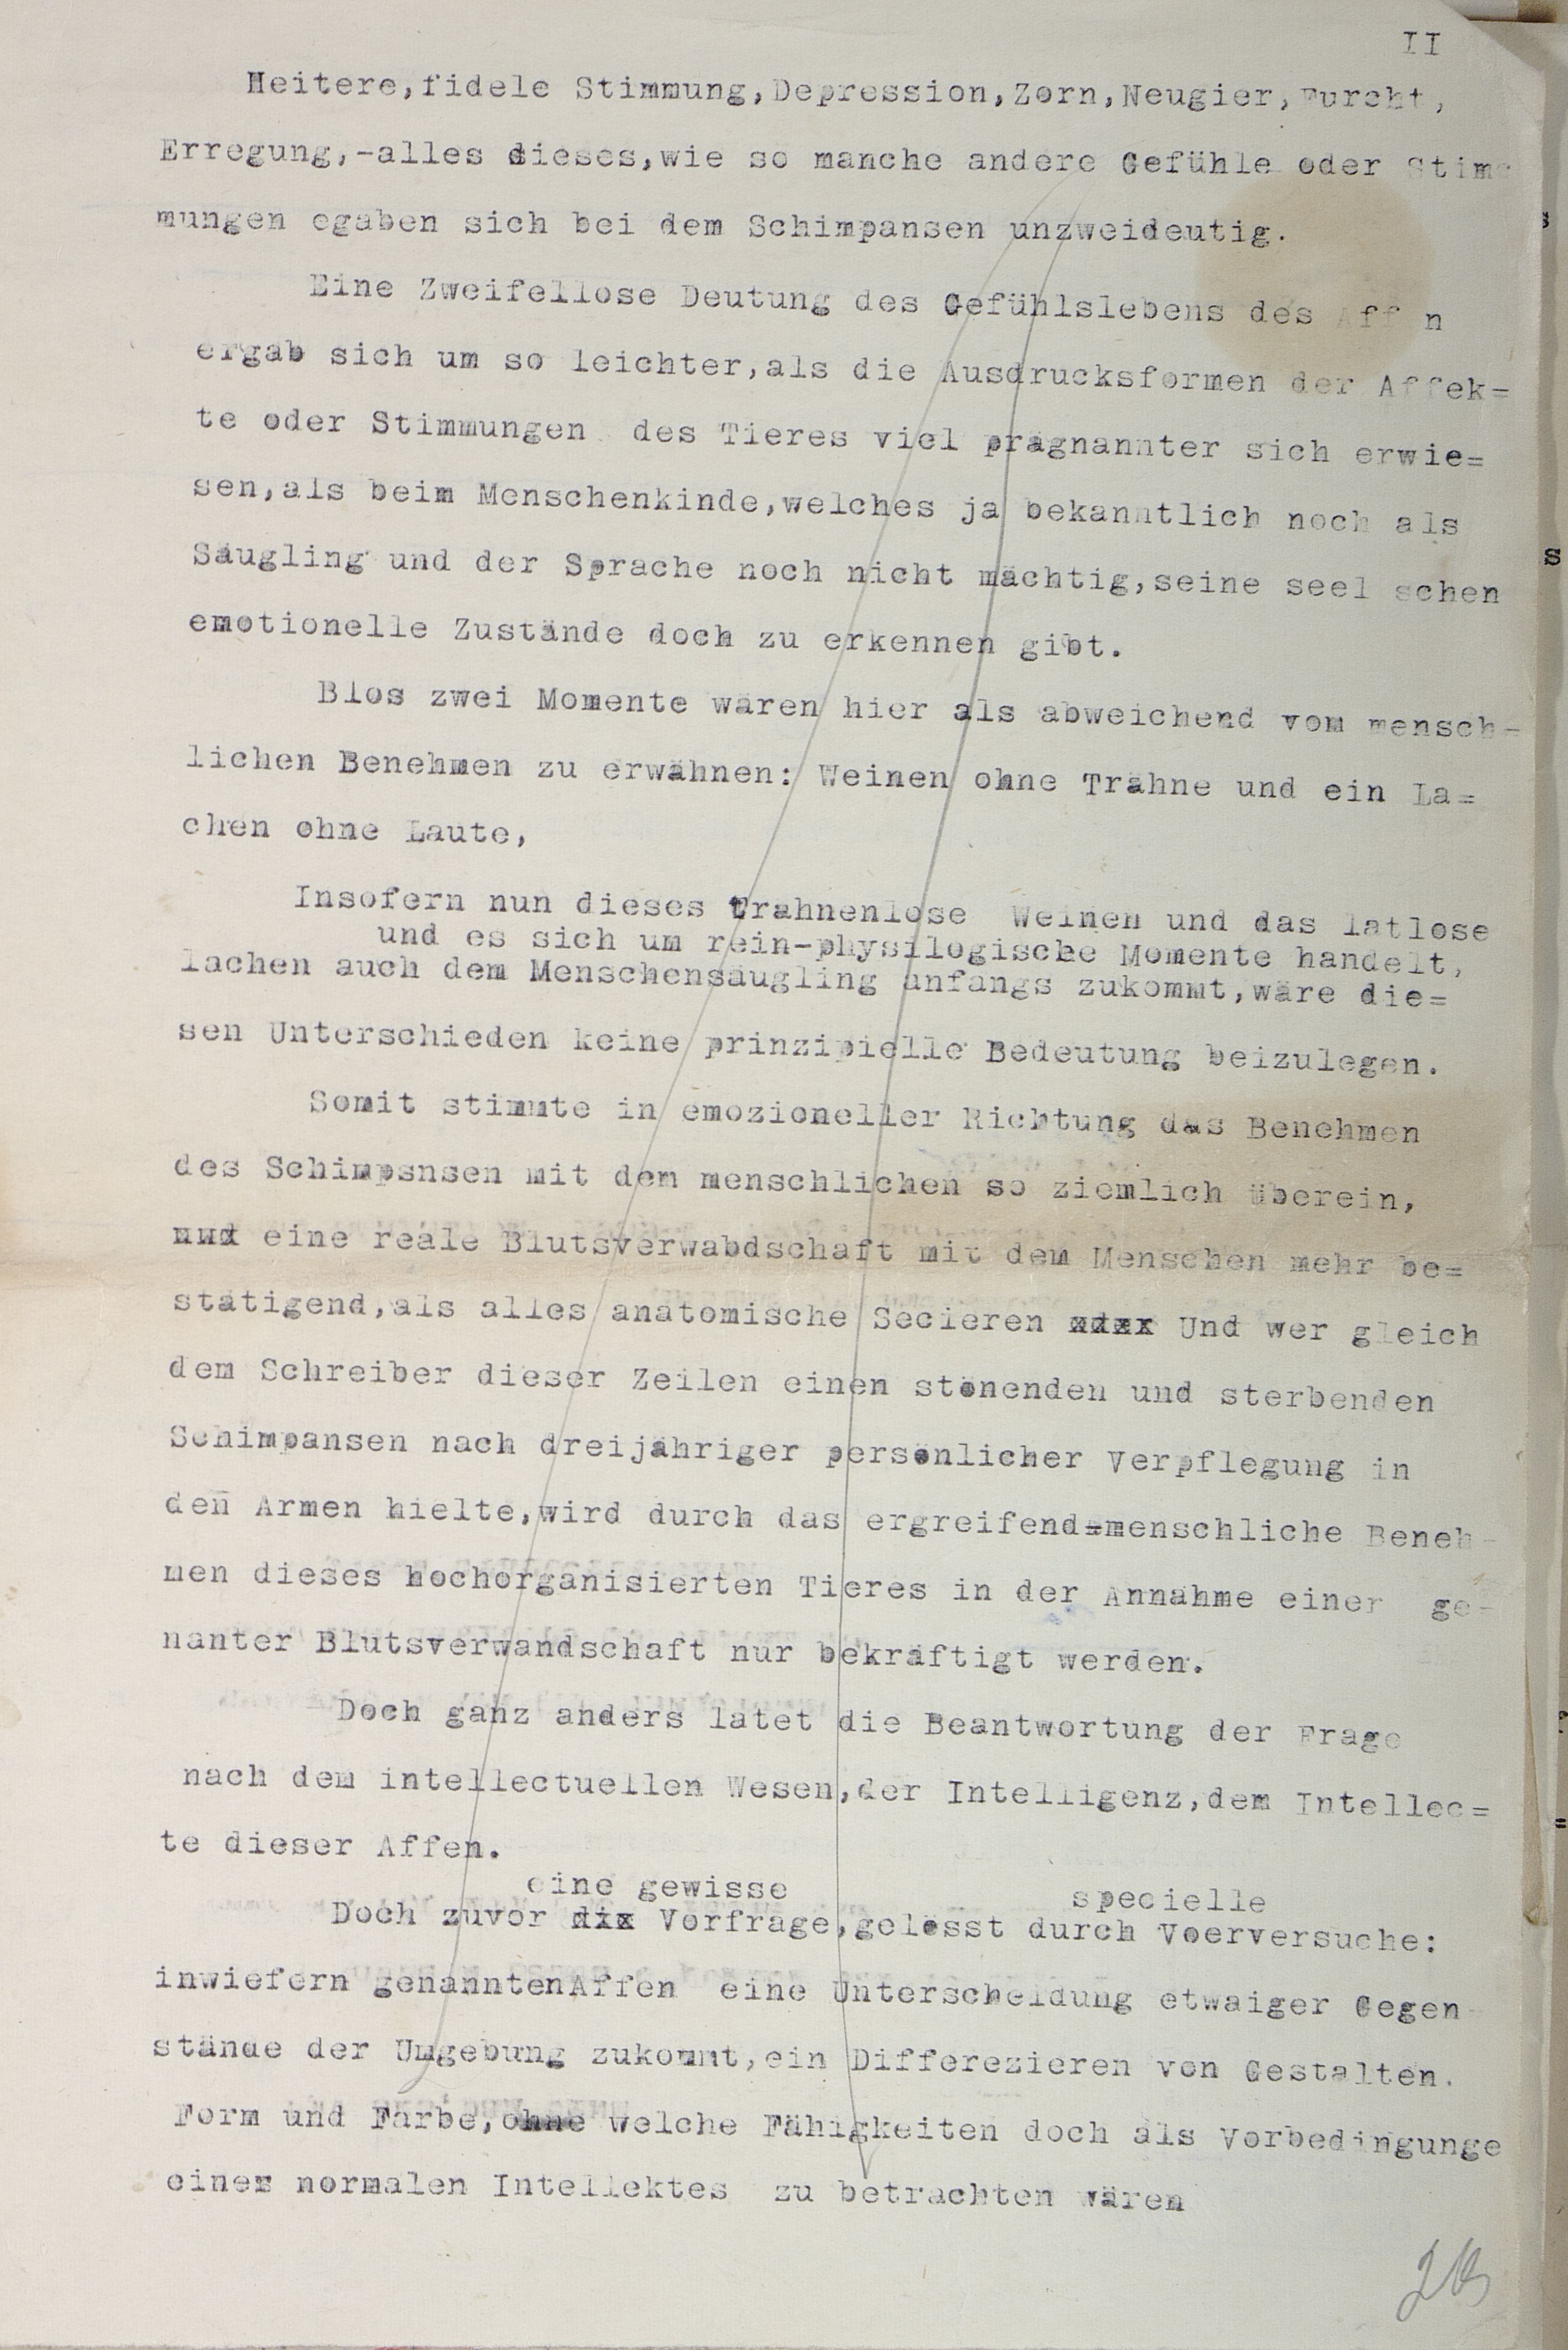 II
Heitere,fidele Stimmung,Depression,Zorn,Neugier,Furcht,
Erregung,-alles dieses,wie so manche andere Gefühle oder Stim=
mungen egaben sich bei dem Schimpansen unzweideutig.
Eine Zweifellose Deutung des Gefühlslebens des Aff n
ergab sich um so leichter,als die Ausdrucksformen der Affek=
te oder Stimmungen des Tieres viel prägnannter sich erwie=
sen,als beim Menschenkinde,welches ja bekanntlich noch als
Säugling und der Sprache noch nicht mächtig,seine seel schen
emotionelle Zustände doch zu erkennen gibt.
Blos zwei Momente wären hier als abweichend vom mensch-
lichen Benehmen zu erwähnen: Weinen ohne Trähne und ein La=
chen ohne Laute,
Insofern nun dieses trähnenlose Weinen und das latlose
und es sich um rein-physilogische Momente handelt,
lachen auch dem Menschensäugling anfangs zukommt,wäre die=
sen Unterschieden keine prinzipielle Bedeutung beizulegen.
Somit stimmte in emozioneller Richtung das Benehmen
des Schimpsnsen mit dem menschlichen so ziemlich überein,
und eine reale Blutsverwabdschaft mit dem Menschen mehr be=
stätigend,als alles anatomische Secieren Und wer gleich
dem Schreiber dieser Zeilen einen stönenden und sterbenden
Schimpansen nach dreijähriger persönlicher Verpflegung in
den Armen hielte,wird durch das ergreifend=menschliche Beneh-
men dieses hochorganisierten Tieres in der Annahme einer ge-
nanter Blutsverwandschaft nur bekräftigt werden.
Doch ganz anders latet die Beantwortung der Frage
nach dem intellectuellen Wesen,der Intelligenz,dem Intellec=
te dieser Affen.
eine gewisse specielle
Doch zuvor die Vorfrage,gelösst durch Voerversuche:
inwiefern genanntenAffen eine Unterscheidung etwaiger Gegen-
stände der Umgebung zukommt,ein Differezieren von Gestalten.
Form und Farbe,ohne welche Fähigkeiten doch als Vorbedingunge
eines normalen Intellektes zu betrachten wären